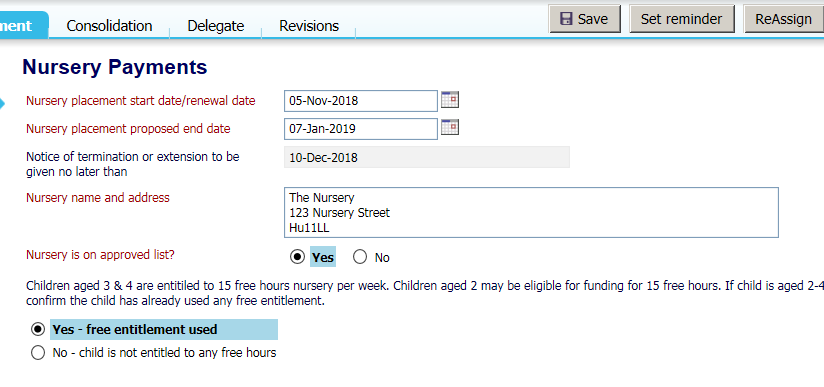 ment Consolidation Delegate Revisions Save Set reminder ReAssign
Nursery Payments
Nursery placement start date/renewal date 05-Nov-2018
Nursery placement proposed end date 07-Jan-2019
Notice of termination or extension to be
given no later than
10-Dec-2018
Nursery name and address
The Nursery
123 Nursery Street
Hu11LL
Nursery is on approved list? Yes No
Children aged 3 & 4 are entitiled to 15 free hours nursery per week. Children aged 2 may be eligible for funding for 15 free hours. If child is aged 2-4
confirm the child has already used any free entitlement.
Yes - free entitlement used
No - child is not entitled to any free hours